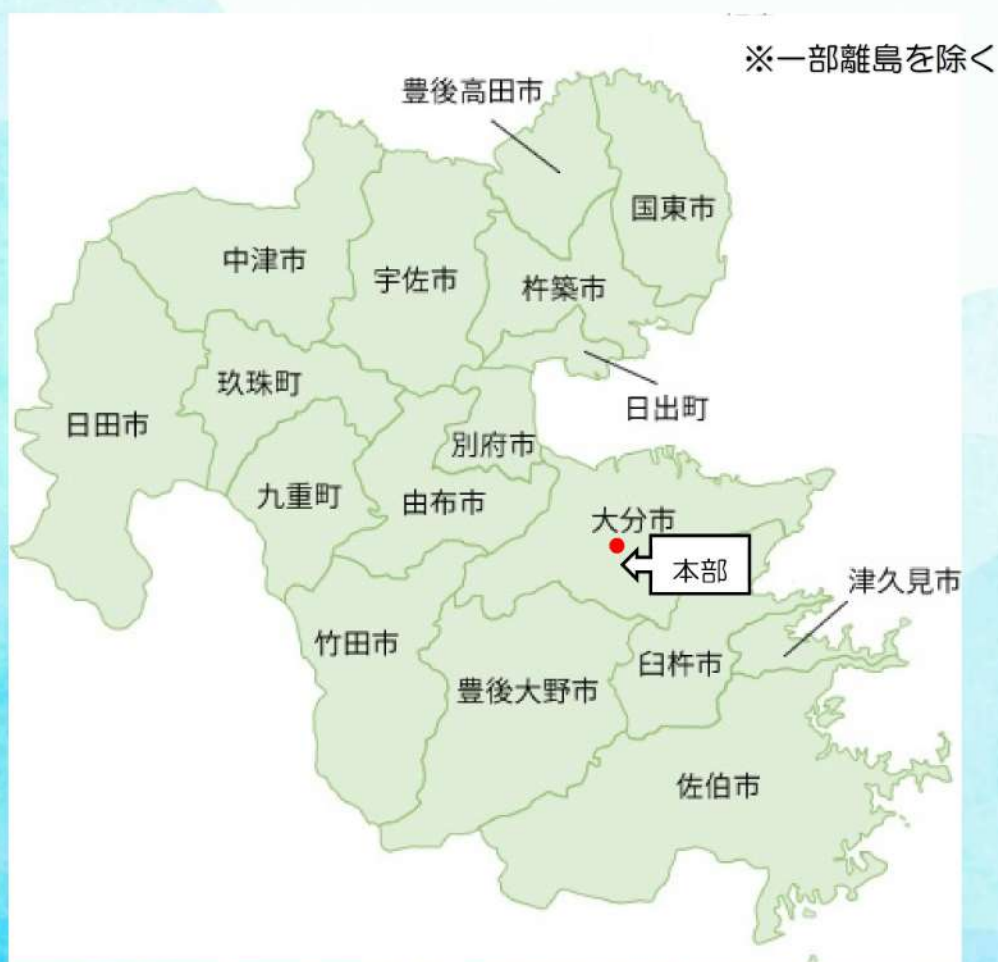 ※一部離島を除く
豊後高田市
国東市
中津市
宇佐市
杵築市
玖珠町
日出町
日田市
別府市
九重町
由布市
大分市
本部
津久見市
竹田市
臼杵市
豊後大野市
佐伯市